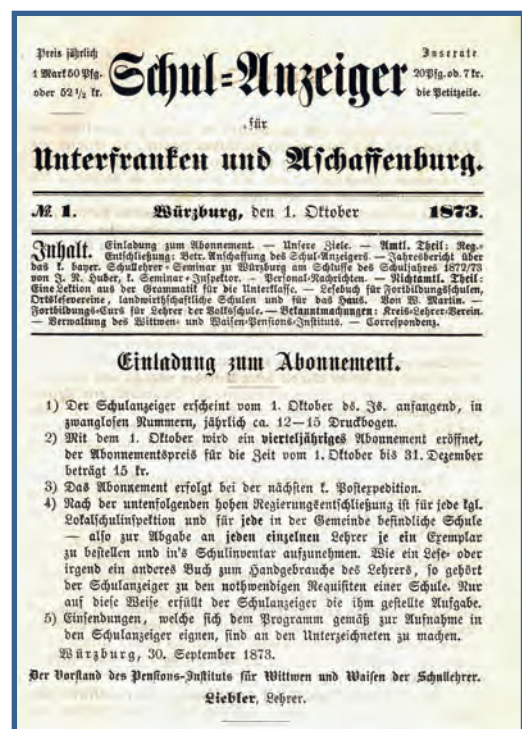 Preis jährlich
1 Mark 50 Pfg.
oder 52 1/2 kr.
Schul=Anzeiger
Inserate
20 Pfg. od. 7 kr.
die Petitzeile.
für
Unterfranken und Aschaffenburg.
№ 1. Würzburg, den 1. Oktober 1873.
Inhalt. Einladung zum Abonnement. — Unsere Ziele. — Amtl. Theil: Reg.-
Entschließung: Betr. Anschaffung des Schul-Anzeigers. — Jahresbericht über
das k. bayer. Schullehrer-Seminar zu Würzburg am Schlusse des Schuljahres 1872/73
von J. N. Huber, k. Seminar-Inspektor. — Personal-Nachrichten. — Nichtamtl. Theil:
Eine Lektion aus der Grammatik für die Unterklasse. — Lesebuch für Fortbildungsschulen,
Ortslesevereine, landwirthschaftliche Schulen und für das Haus. Von W. Martin. —
Fortbildungs-Curs für Lehrer der Volksschule. — Bekanntmachungen: Kreis-Lehrer-Verein.
— Verwaltung des Wittwen- und Waisen-Pensions-Instituts. — Correspondenz.
Einladung zum Abonnement.
1) Der Schulanzeiger erscheint vom 1. Oktober ds. Js. anfangend, in
zwanglosen Nummern, jährlich ca. 12—15 Druckbogen.
2) Mit dem 1. Oktober wird ein vierteljähriges Abonnement eröffnet,
der Abonnementspreis für die Zeit vom 1. Oktober bis 31. Dezember
beträgt 15 kr.
3) Das Abonnement erfolgt bei der nächsten k. Postexpedition.
4) Nach der untenfolgenden hohen Regierungsentschließung ist für jede kgl.
Lokalschulinspektion und für jede in der Gemeinde befindliche Schule
— also zur Abgabe an jeden einzelnen Lehrer je ein Exemplar
zu bestellen und in's Schulinventar aufzunehmen. Wie ein Lese- oder
irgend ein anderes Buch zum Handgebrauche des Lehrers, so gehört
der Schulanzeiger zu den nothwendigen Requisiten einer Schule. Nur
auf diese Weise erfüllt der Schulanzeiger die ihm gestellte Aufgabe.
5) Einsendungen, welche sich dem Programm gemäß zur Aufnahme in
den Schulanzeiger eignen, sind an den Unterzeichneten zu machen.
Würzburg, 30. September 1873.
Der Vorstand des Pensions-Instituts für Wittwen und Waisen der Schullehrer.
Liebler, Lehrer.